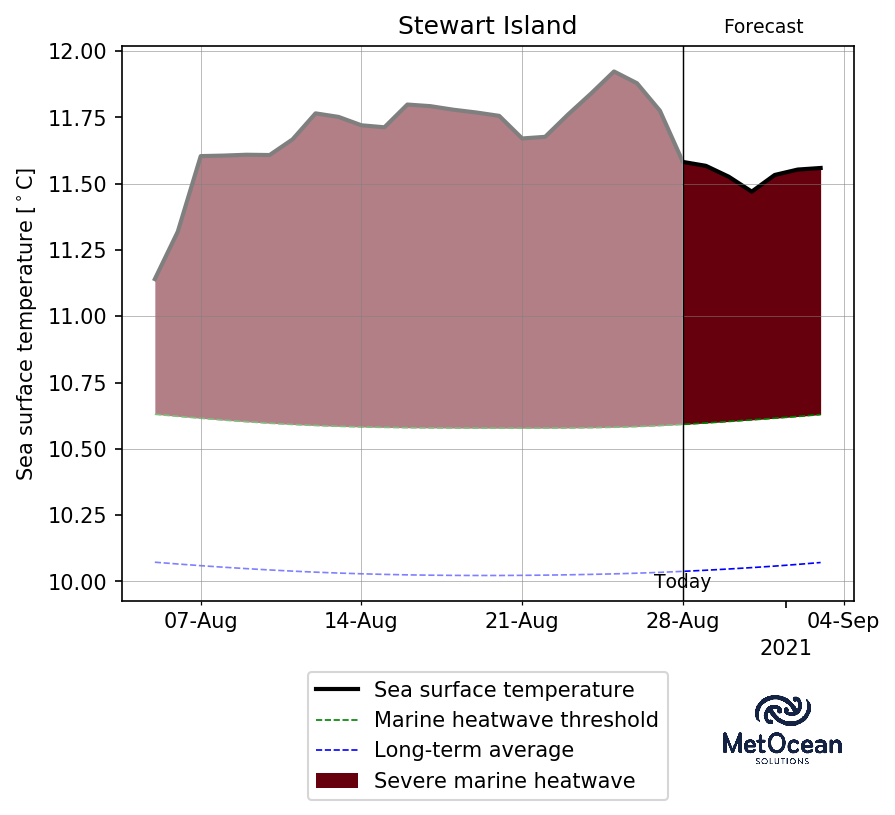 Stewart Island
Forecast
Sea surface temperature [°C]
12.00
11.75
11.50
11.25
11.00
10.75
10.50
10.25
10.00
Today
07-Aug
14-Aug
21-Aug
28-Aug
04-Sep
2021
Sea surface temperature
Marine heatwave threshold
Long-term average
Severe marine heatwave
MetOcean
SOLUTIONS